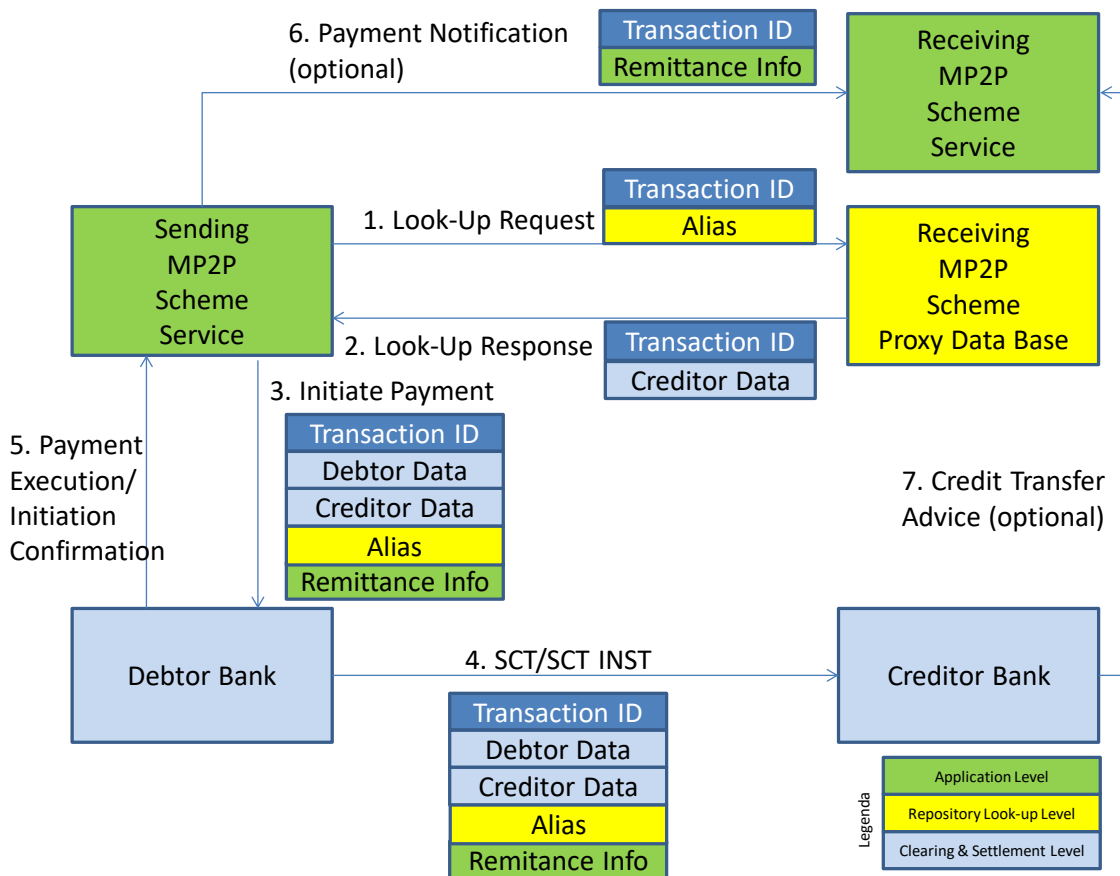 6. Payment Notification
(optional)
Transaction ID
Remittance Info
Receiving
MP2P
Scheme
Service
Sending
MP2P
Scheme
Service
1. Look-Up Request
Transaction ID
Alias
Receiving
MP2P
Scheme
Proxy Data Base
2. Look-Up Response
Transaction ID
Creditor Data
3. Initiate Payment
Transaction ID
Debtor Data
Creditor Data
Alias
Remittance Info
5. Payment
Execution/
Initiation
Confirmation
7. Credit Transfer
Advice (optional)
Debtor Bank
4. SCT/SCT INST
Transaction ID
Debtor Data
Creditor Data
Alias
Remitance Info
Creditor Bank
Legenda
Application Level
Repository Look-up Level
Clearing & Settlement Level